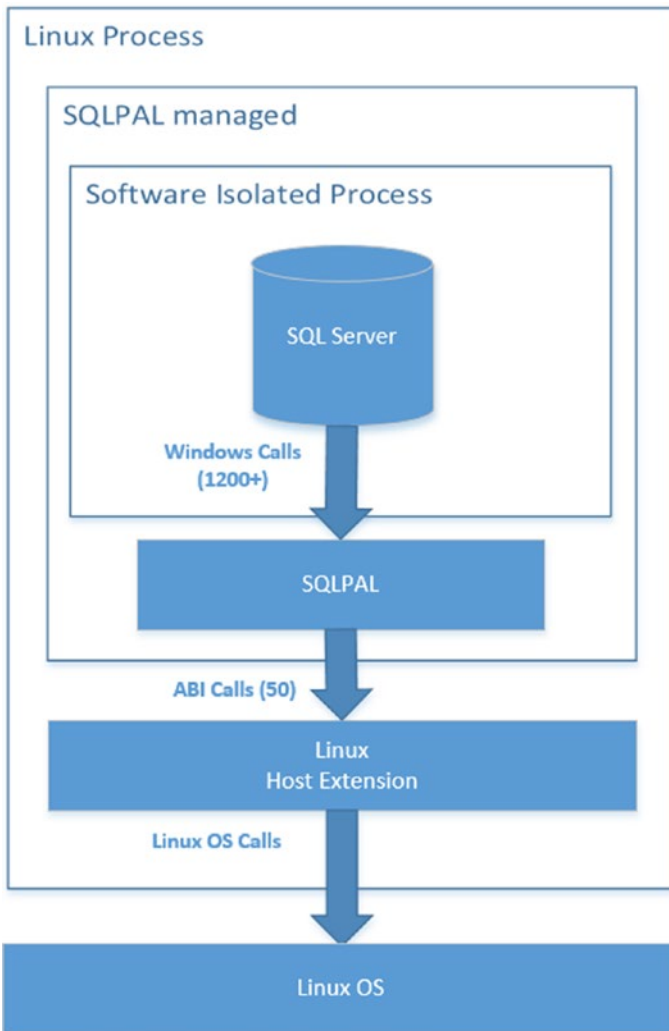 Linux Process
SQLPAL managed
Software Isolated Process
SQL Server
Windows Calls
(1200+)
SQLPAL
ABI Calls (50)
Linux
Host Extension
Linux OS Calls
Linux OS